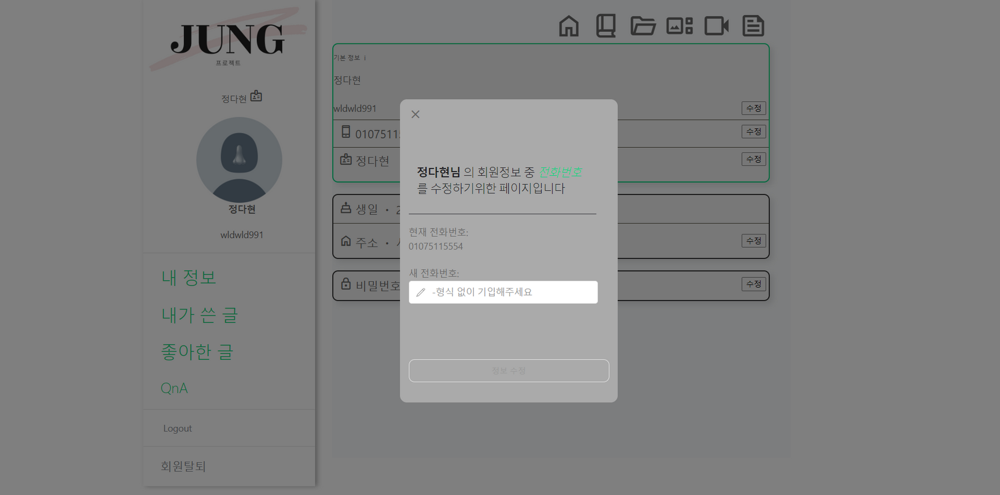 JUNG
프로젝트
정다현
정다현
wldwld991
내 정보
내가 쓴 글
좋아한 글
QnA
Logout
회원탈퇴
기본 정보 ㅣ
정다현
wldwld991
수정
0107511
수정
정다현
수정
생일 ・ 2
주소 ・
수정
비밀번호
수정
정다현님 의 회원정보 중 전화번호
를 수정하기위한 페이지입니다
현재 전화번호:
01075115554
새 전화번호:
-형식 없이 기입해주세요
정보 수정